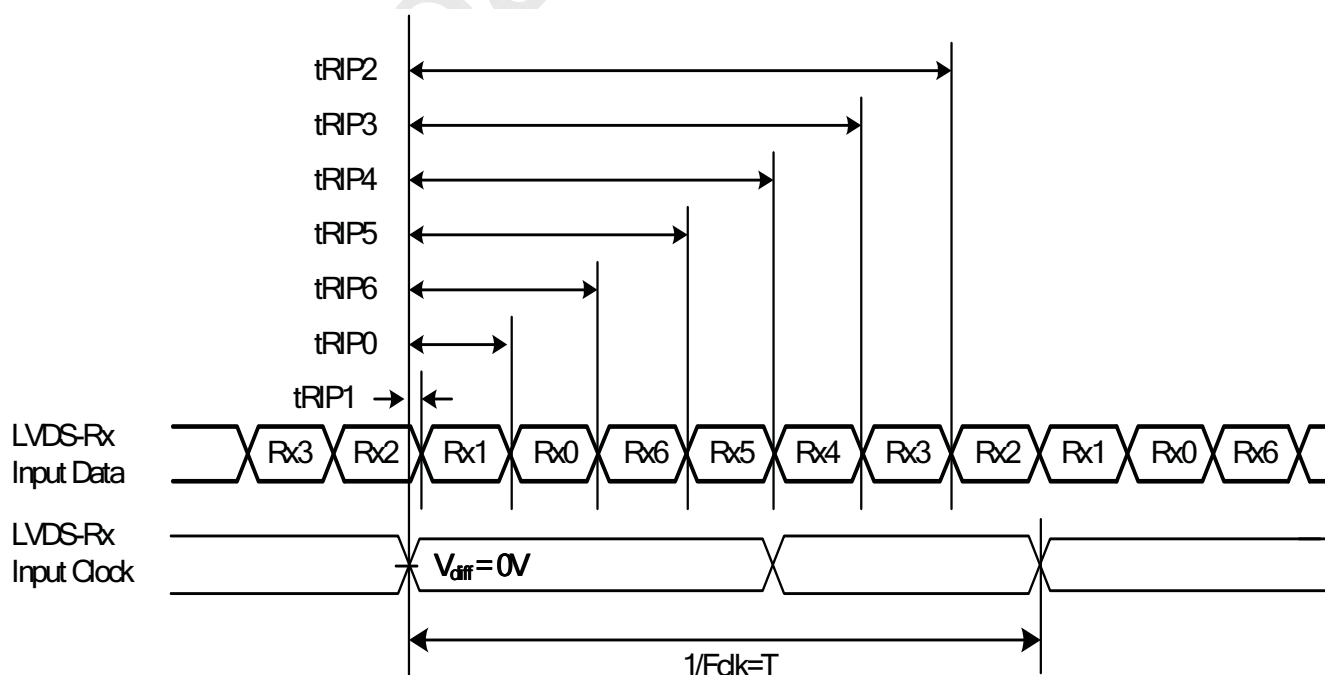 tRIP2
tRIP3
tRIP4
tRIP5
tRIP6
tRIP0
tRIP1
LVDS-Rx
Input Data
Rx3 Rx2 Rx1 Rx0 Rx6 Rx5 Rx4 Rx3 Rx2 Rx1 Rx0 Rx6
LVDS-Rx
Input Clock
Vdiff = 0V
1/Fclk=T